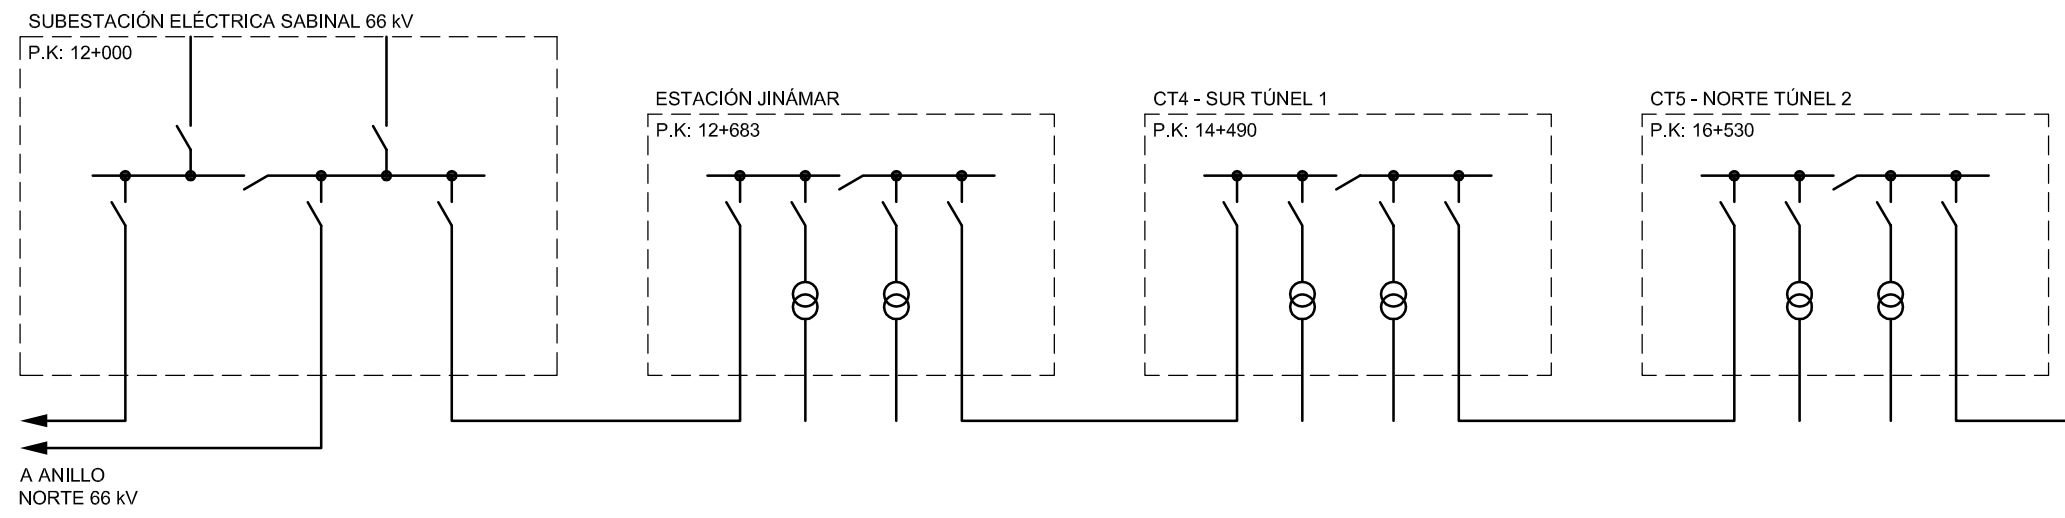 SUBESTACIÓN ELÉCTRICA SABINAL 66 kV
P.K: 12+000
ESTACIÓN JINÁMAR
P.K: 12+683
CT4 - SUR TÚNEL 1
P.K: 14+490
CT5 - NORTE TÚNEL 2
P.K: 16+530
A ANILLO
NORTE 66 kV